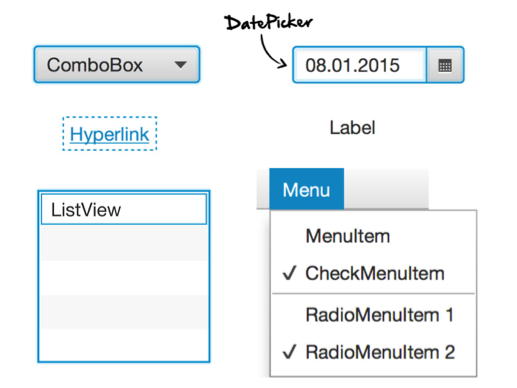 DatePicker
ComboBox
08.01.2015
Hyperlink
Label
ListView
Menu
MenuItem
✓ CheckMenuItem
RadioMenuItem 1
✓ RadioMenuItem 2